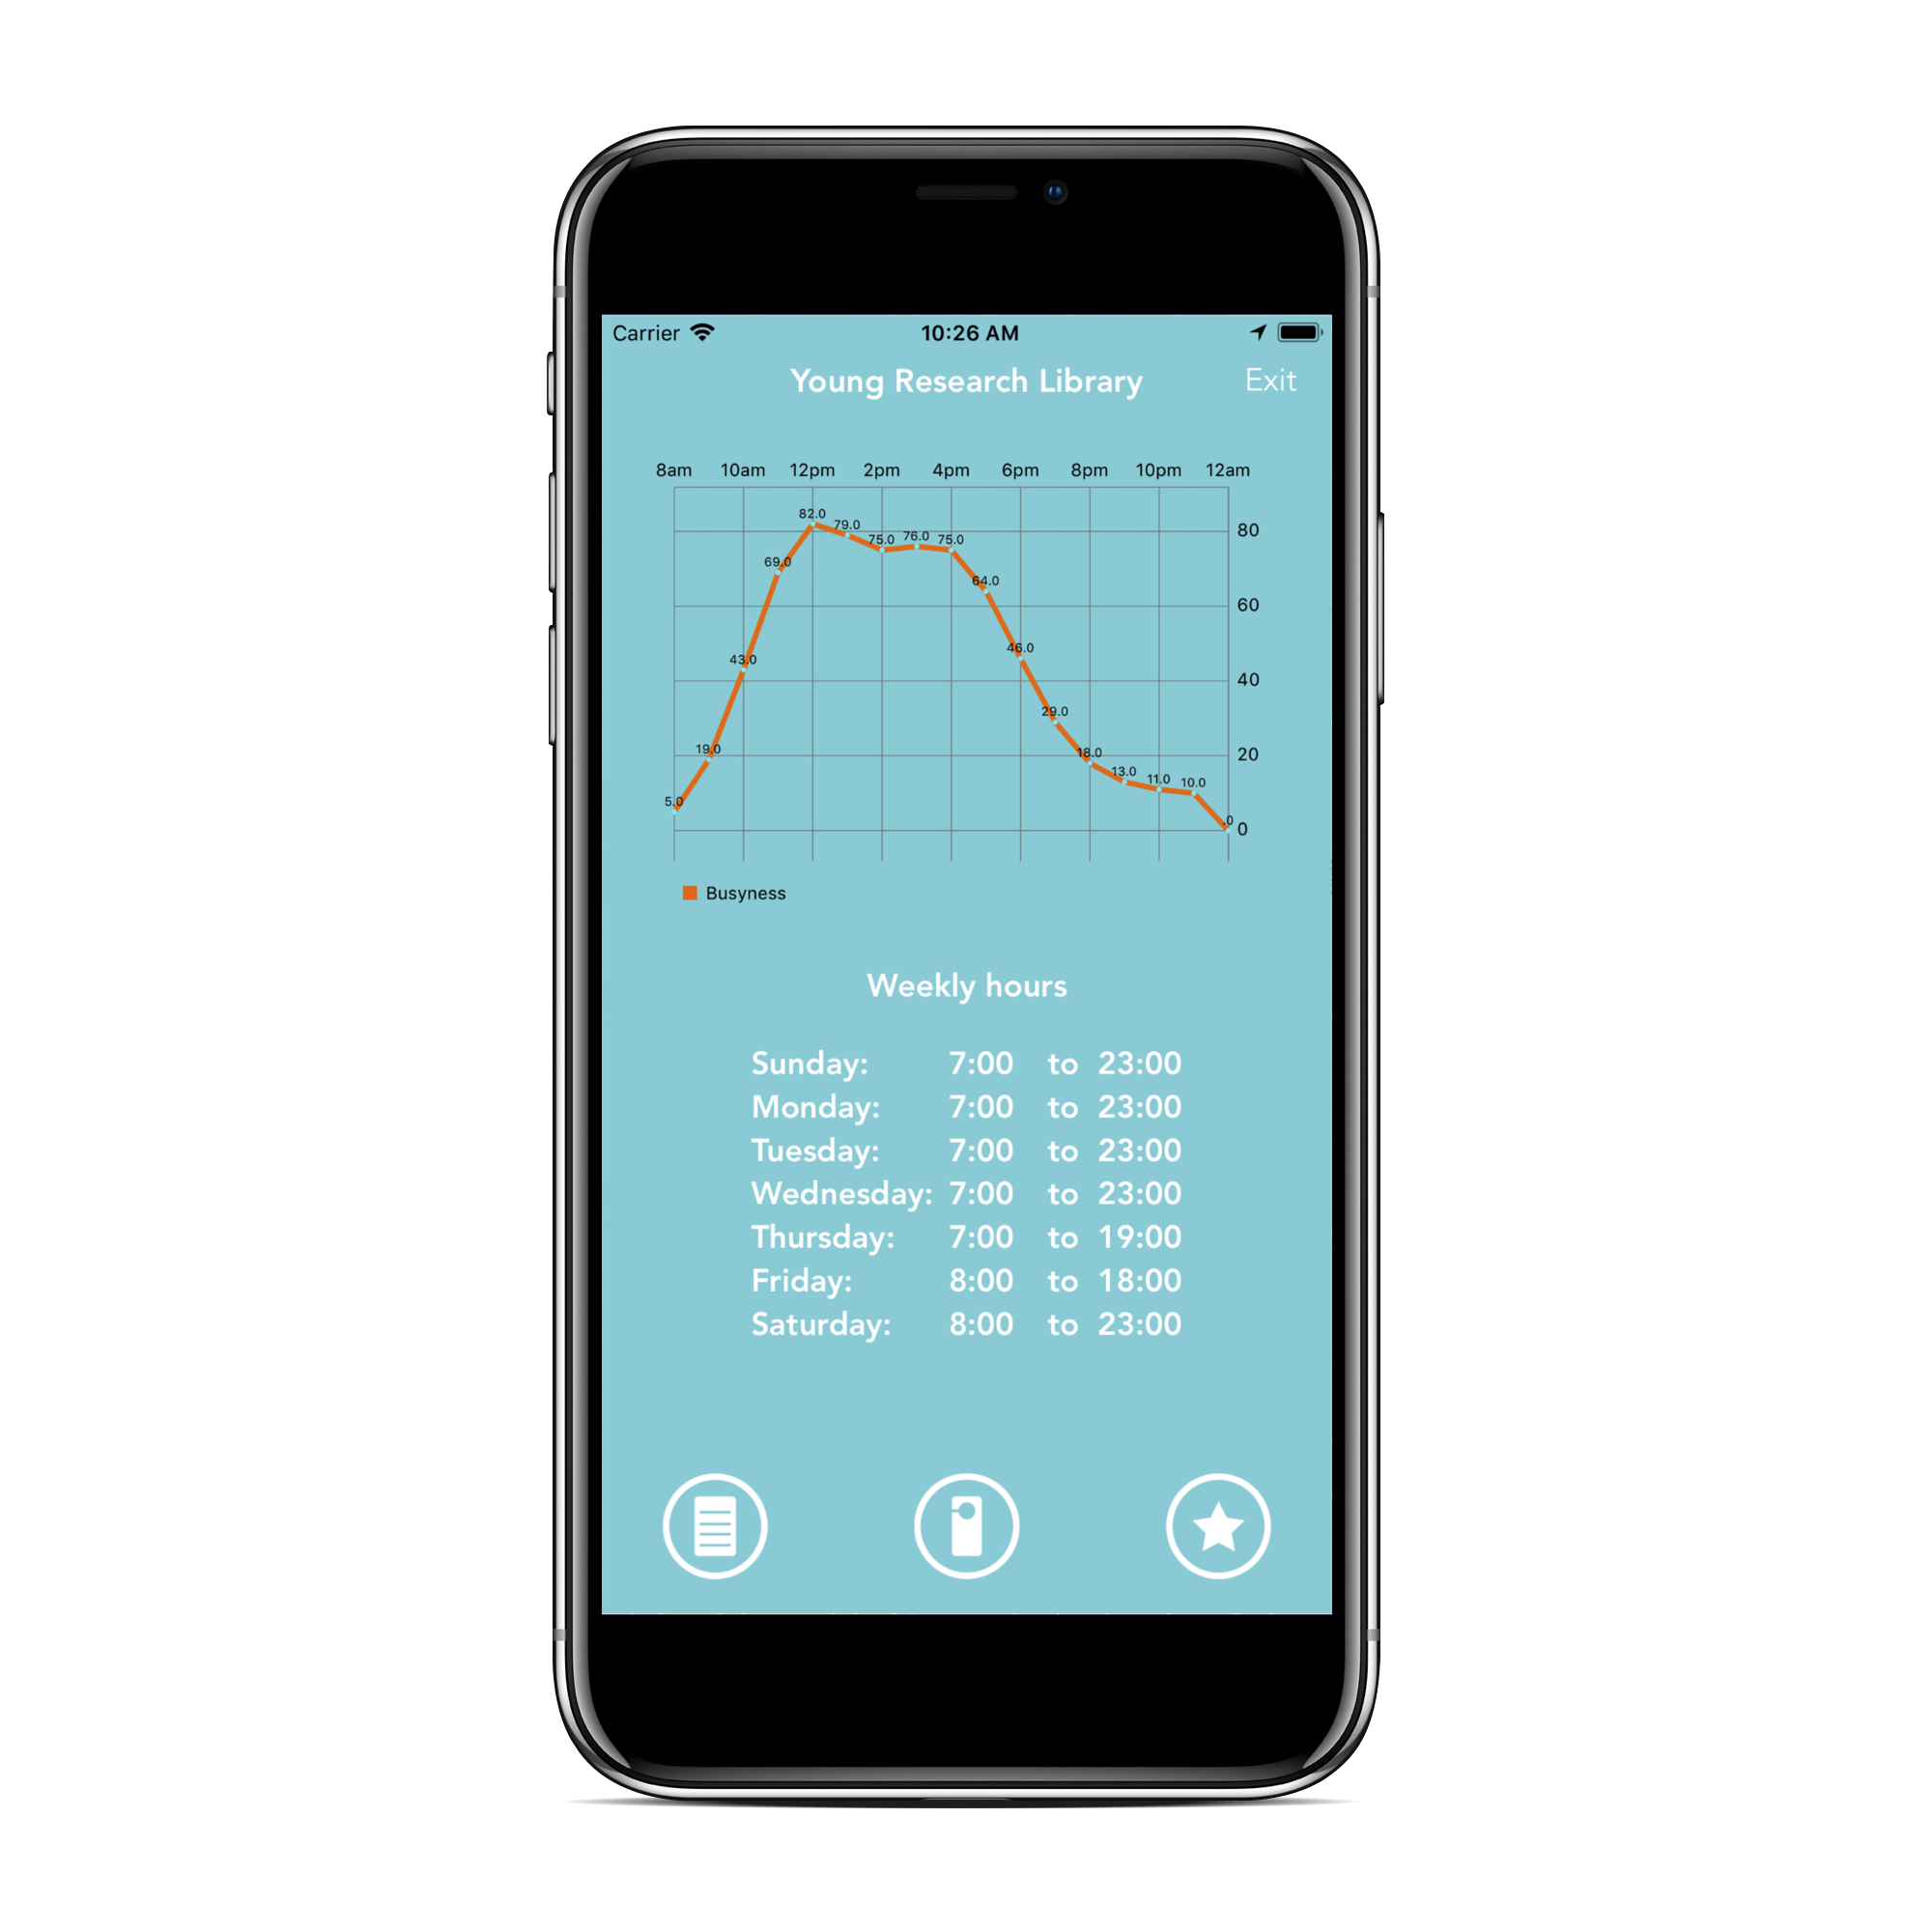 Carrier 10:26 AM
Young Research Library Exit
8am 10am 12pm 2pm 4pm 6pm 8pm 10pm 12am
82.0
79.0
75.0 76.0 75.0
80
69.0
64.0
60
46.0
43.0
40
29.0
19.0
18.0
20
13.0
11.0 10.0
5.0
.0
0
Busyness
Weekly hours
Sunday: 7:00 to 23:00
Monday: 7:00 to 23:00
Tuesday: 7:00 to 23:00
Wednesday: 7:00 to 23:00
Thursday: 7:00 to 19:00
Friday: 8:00 to 18:00
Saturday: 8:00 to 23:00